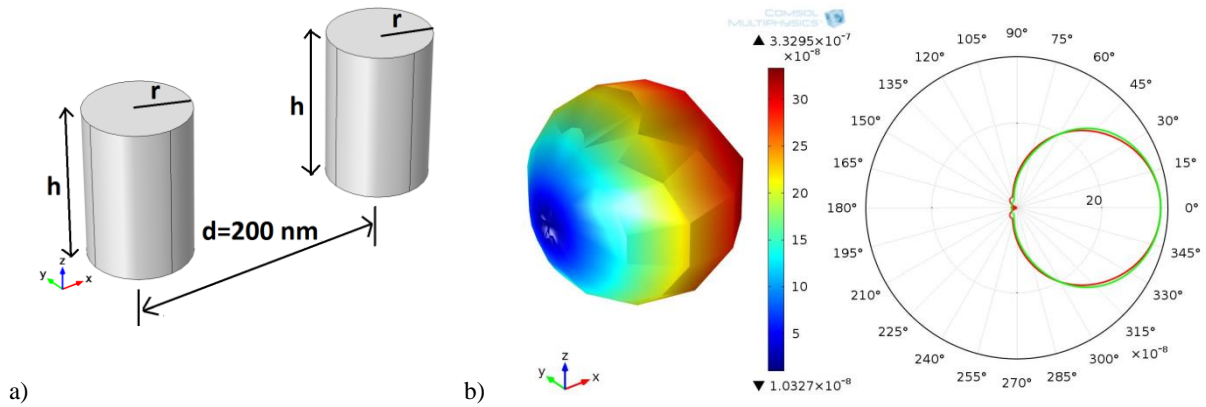 r
h
r
h
d=200 nm
y
z
x
a)
COMSOL
MULTIPHYSICS
▲ 3.3295×10⁻⁷
×10⁻⁸
30
25
20
15
10
5
▼ 1.0327×10⁻⁸
y
z
x
b)
90°
105°
75°
120°
60°
135°
45°
150°
30°
165°
15°
180°
20
0°
195°
345°
210°
330°
225°
315°
240°
300°
×10⁻⁸
255°
270°
285°